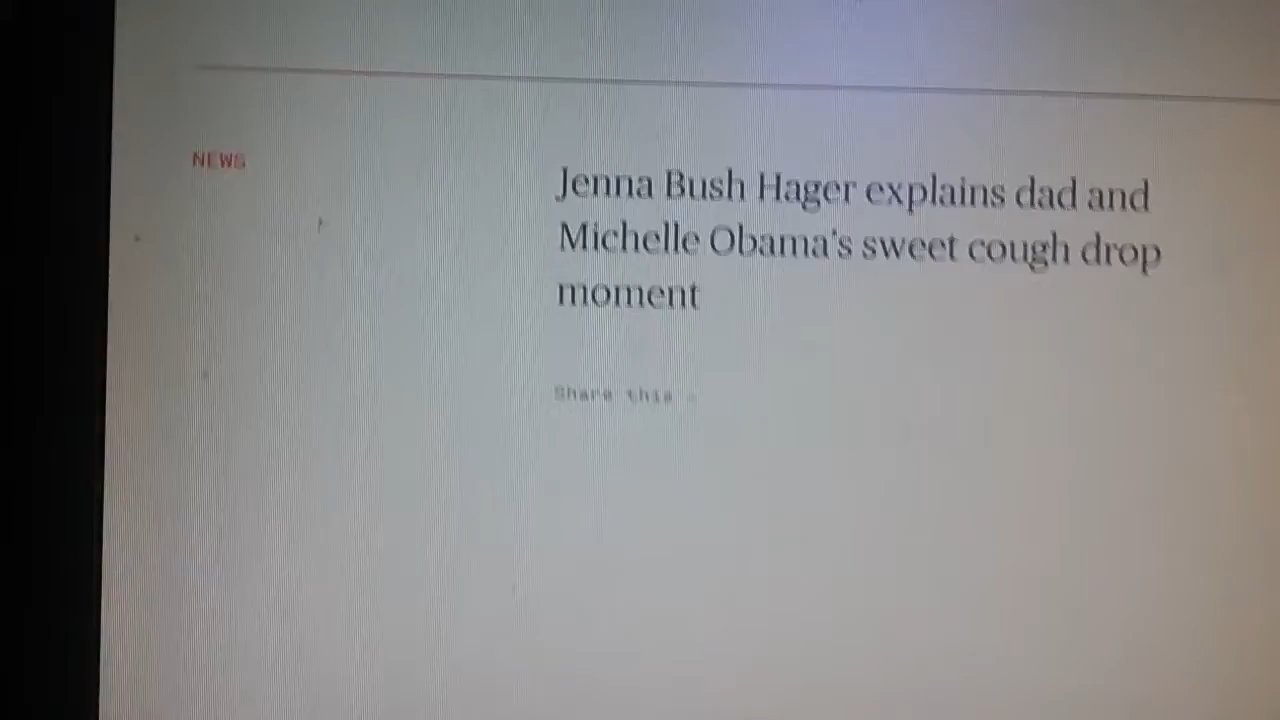 NEWS
Jenna Bush Hager explains dad and
Michelle Obama's sweet cough drop
moment
Share this